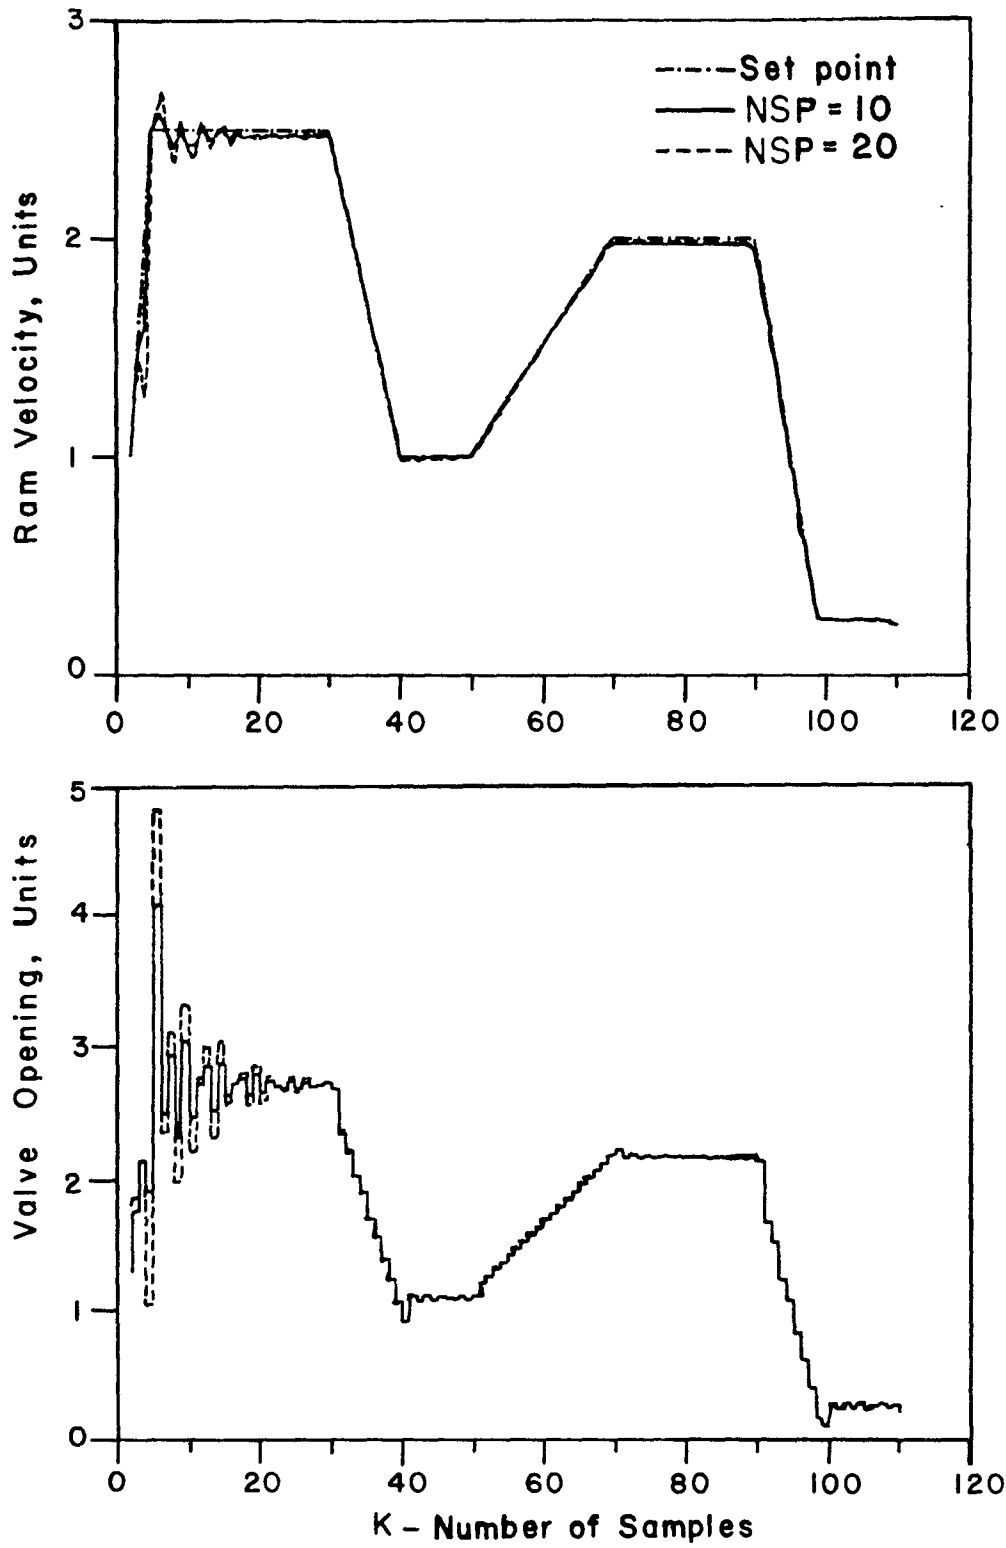 3
Set point
NSP = 10
NSP = 20
2
1
0
Ram Velocity, Units
0 20 40 60 80 100 120
5
4
3
2
1
0
Valve Opening, Units
0 20 40 60 80 100 120
K - Number of Samples